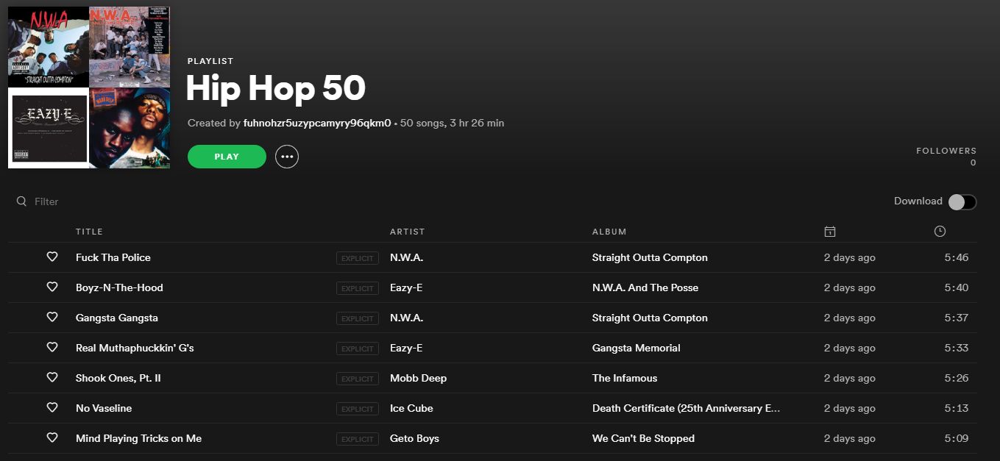 N.W.A
"STRAIGHT OUTTA COMPTON"
N.W.A.
AND THE POSSE
EAZY-E
MOBB DEEP
PLAYLIST
Hip Hop 50
Created by fuhnohzr5uzypcamyry96qkm0 • 50 songs, 3 hr 26 min
PLAY
FOLLOWERS
0
Filter
Download
TITLE ARTIST ALBUM
Fuck Tha Police EXPLICIT N.W.A. Straight Outta Compton 2 days ago 5:46
Boyz-N-The-Hood EXPLICIT Eazy-E N.W.A. And The Posse 2 days ago 5:40
Gangsta Gangsta EXPLICIT N.W.A. Straight Outta Compton 2 days ago 5:37
Real Muthaphuckkin' G's EXPLICIT Eazy-E Gangsta Memorial 2 days ago 5:33
Shook Ones, Pt. II EXPLICIT Mobb Deep The Infamous 2 days ago 5:26
No Vaseline EXPLICIT Ice Cube Death Certificate (25th Anniversary E... 2 days ago 5:13
Mind Playing Tricks on Me EXPLICIT Geto Boys We Can't Be Stopped 2 days ago 5:09